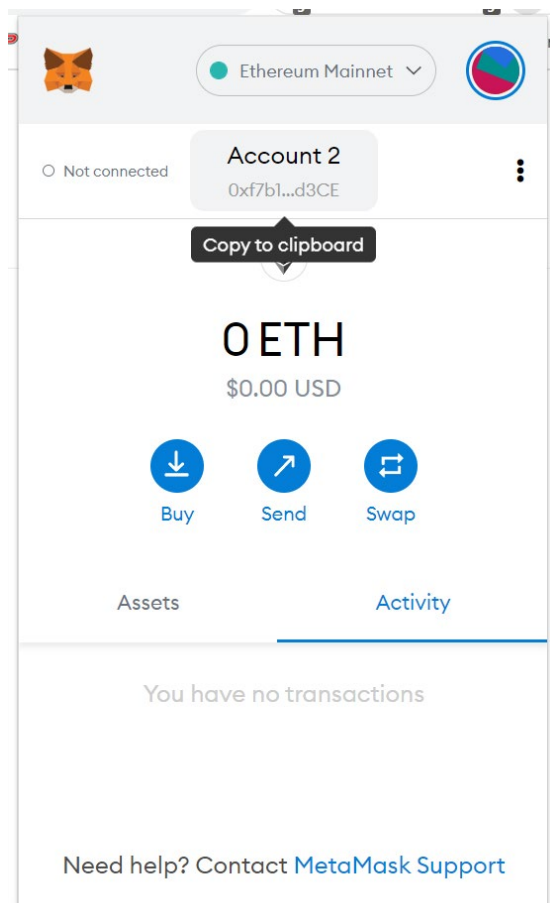 Ethereum Mainnet
Not connected
Account 2
0xf7b1...d3CE
Copy to clipboard
0 ETH
$0.00 USD
Buy Send Swap
Assets Activity
You have no transactions
Need help? Contact MetaMask Support